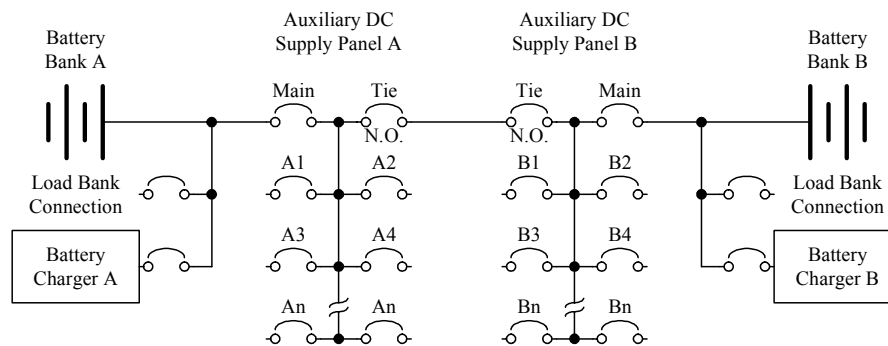 Auxiliary DC
Supply Panel A
Auxiliary DC
Supply Panel B
Battery
Bank A
Battery
Bank B
Main
Tie
N.O.
Tie
N.O.
Main
A1
A2
B1
B2
Load Bank
Connection
Load Bank
Connection
A3
A4
B3
B4
Battery
Charger A
Battery
Charger B
An
An
Bn
Bn